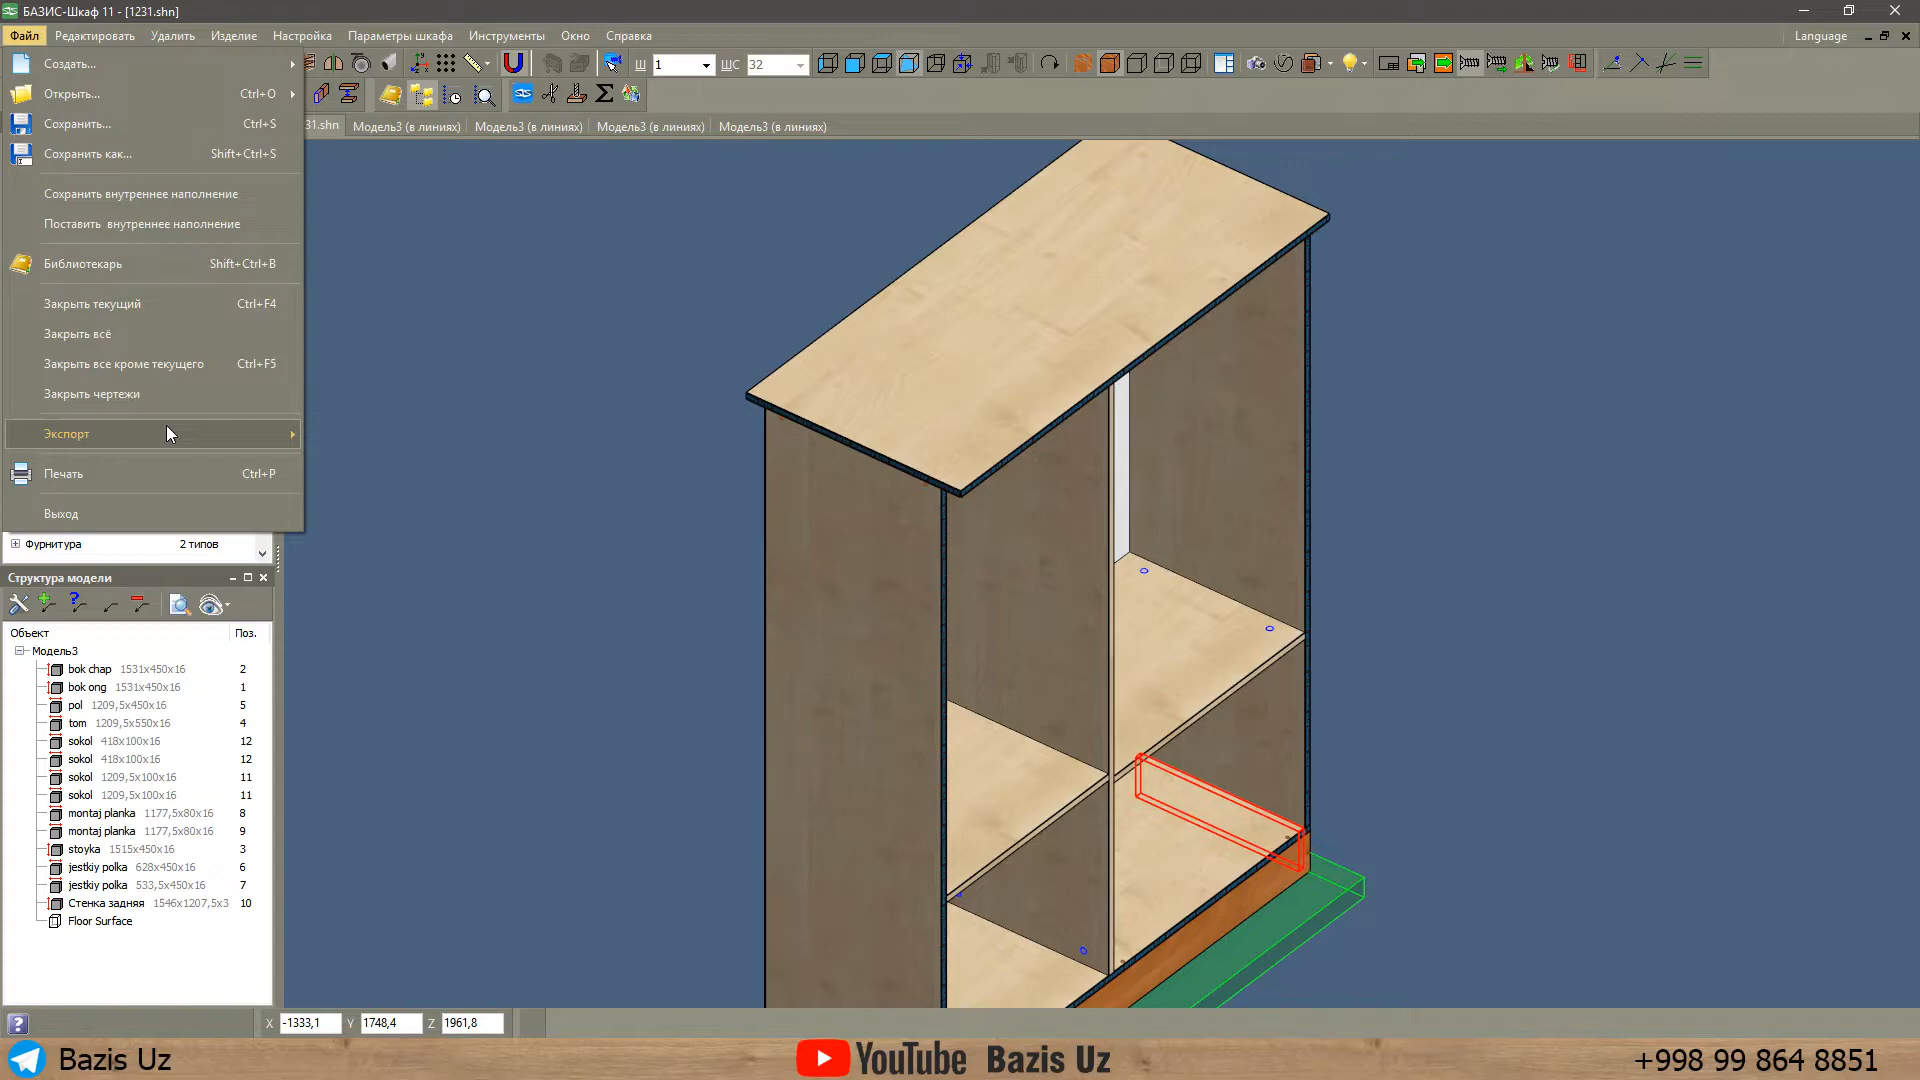 БАЗИС-Шкаф 11 - [1231.shn]
Файл Редактировать Удалить Изделие Настройка Параметры шкафа Инструменты Окно Справка Language
Создать...
Ш 1 ШС 32
Открыть... Ctrl+O
Сохранить... Ctrl+S
31.shn Модель3 (в линиях) Модель3 (в линиях) Модель3 (в линиях) Модель3 (в линиях)
Сохранить как... Shift+Ctrl+S
Сохранить внутреннее наполнение
Поставить внутреннее наполнение
Библиотекарь Shift+Ctrl+B
Закрыть текущий Ctrl+F4
Закрыть всё
Закрыть все кроме текущего Ctrl+F5
Закрыть чертежи
Экспорт
Печать Ctrl+P
Выход
Фурнитура 2 типов
Структура модели
Объект Поз.
Модель3
bok chap 1531x450x16 2
bok ong 1531x450x16 1
pol 1209,5x450x16 5
tom 1209,5x550x16 4
sokol 418x100x16 12
sokol 418x100x16 12
sokol 1209,5x100x16 11
sokol 1209,5x100x16 11
montaj planka 1177,5x80x16 8
montaj planka 1177,5x80x16 9
stoyka 1515x450x16 3
jestkiy polka 628x450x16 6
jestkiy polka 533,5x450x16 7
Стенка задняя 1546x1207,5x3 10
Floor Surface
X -1333,1 Y 1748,4 Z 1961,8
Bazis Uz YouTube Bazis Uz +998 99 864 8851